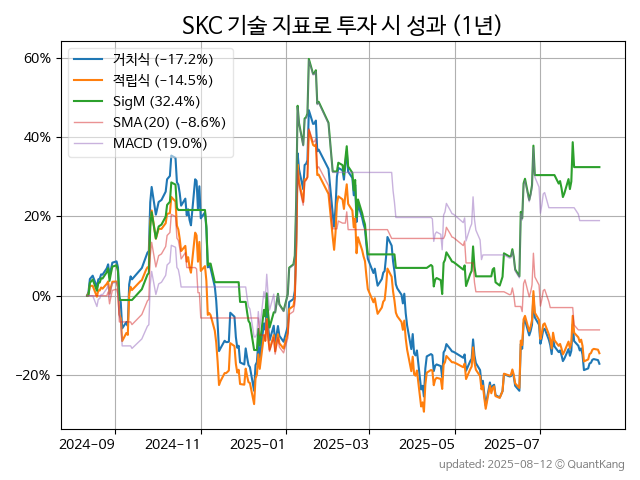 SKC 기술 지표로 투자 시 성과 (1년)
거치식 (−17.2%)
적립식 (−14.5%)
SigM (32.4%)
SMA(20) (−8.6%)
MACD (19.0%)
60%
40%
20%
0%
−20%
2024-09 2024-11 2025-01 2025-03 2025-05 2025-07
updated: 2025-08-12 © QuantKang